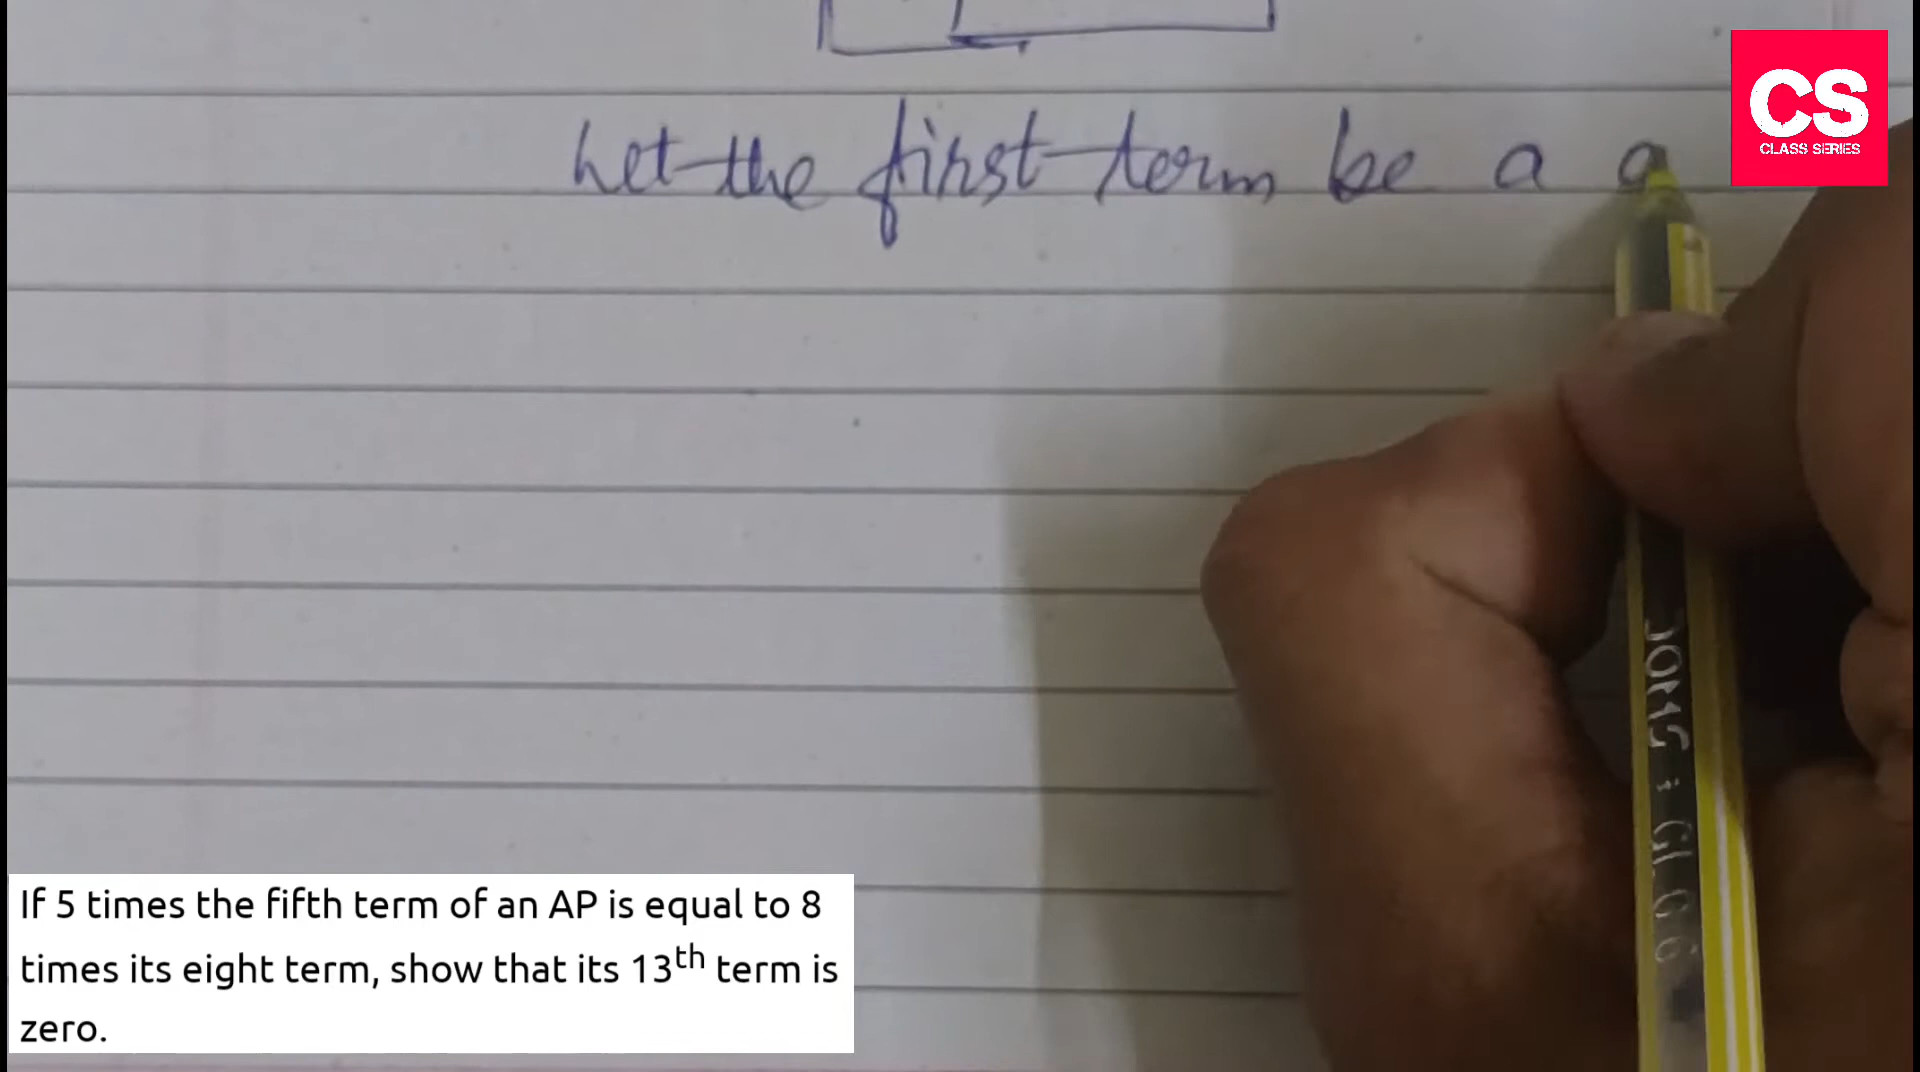 CS
CLASS SERIES
Let the first term be a a
If 5 times the fifth term of an AP is equal to 8
times its eight term, show that its 13th term is
zero.